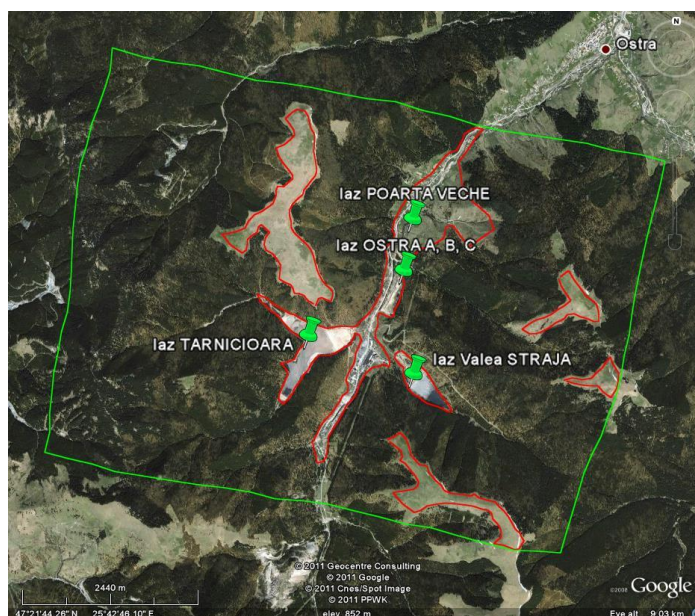 N
Ostra
Iaz POARTA VECHE
Iaz OSTRA A, B, C
Iaz TARNICIOARA
Iaz Valea STRAJA
© 2011 Geocentre Consulting
© 2011 Google
© 2011 Cnes/Spot Image
© 2011 PPWK
©2008 Google
2440 m
47°21'44.26" N 25°42'46.10" E elev 852 m Eye alt 9.03 km